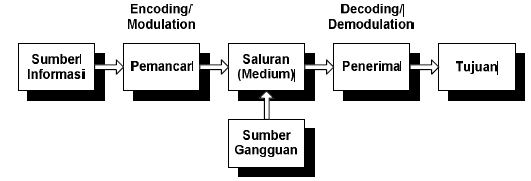 Encoding/
Modulation
Decoding/
Demodulation
Sumber
Informasi
Pemancar
Saluran
(Medium)
Penerima
Tujuan
Sumber
Gangguan